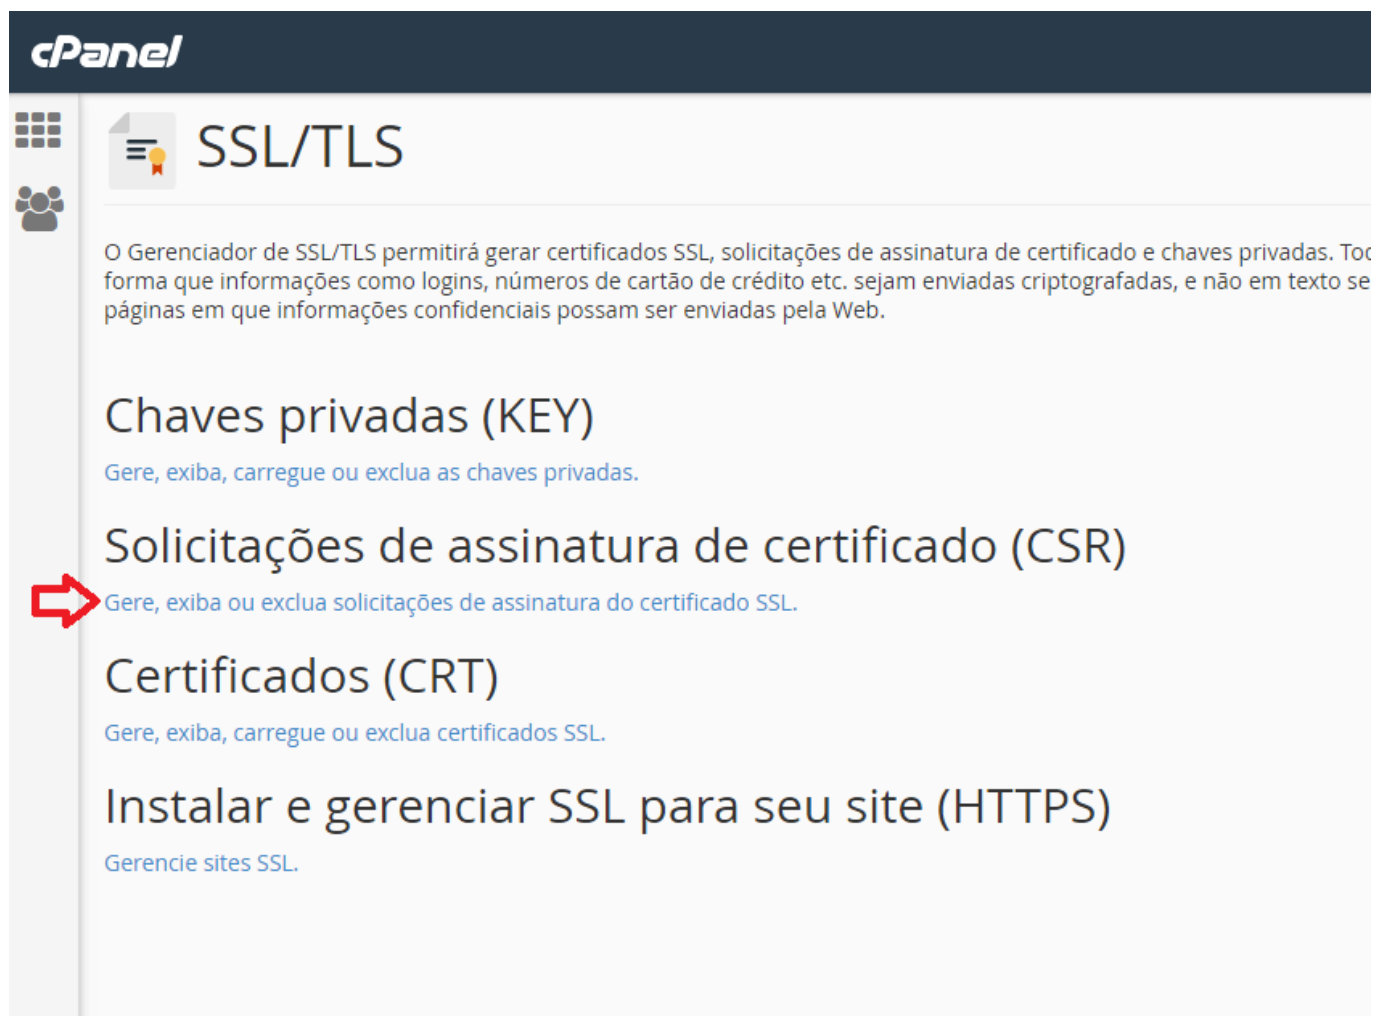 cPanel
SSL/TLS
O Gerenciador de SSL/TLS permitirá gerar certificados SSL, solicitações de assinatura de certificado e chaves privadas.
forma que informações como logins, números de cartão de crédito etc. sejam enviadas criptografadas, e não em texto
páginas em que informações confidenciais possam ser enviadas pela Web.
Chaves privadas (KEY)
Gere, exiba, carregue ou exclua as chaves privadas.
Solicitações de assinatura de certificado (CSR)
Gere, exiba ou exclua solicitações de assinatura do certificado SSL.
Certificados (CRT)
Gere, exiba, carregue ou exclua certificados SSL.
Instalar e gerenciar SSL para seu site (HTTPS)
Gerencie sites SSL.